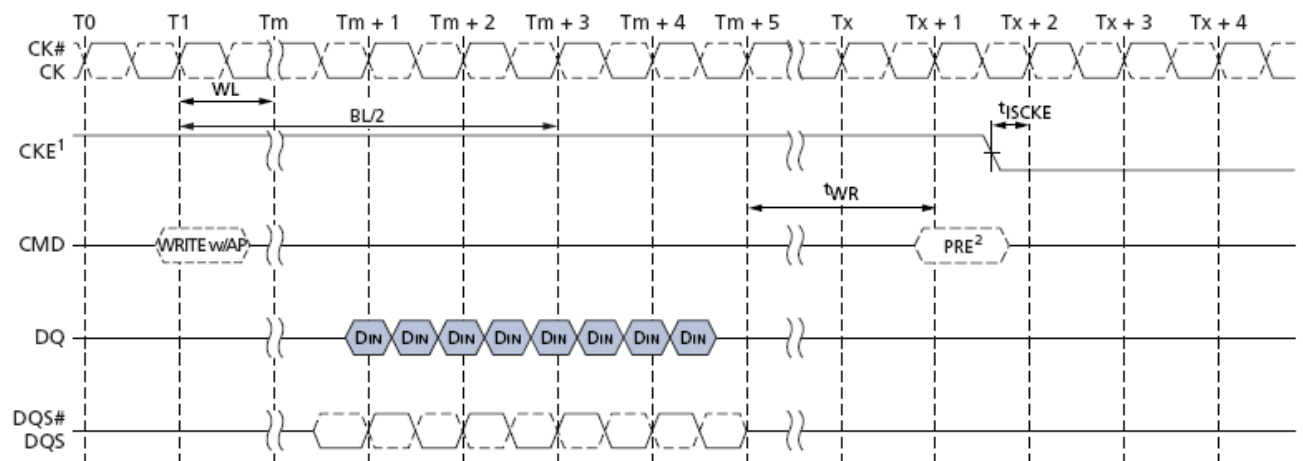 T0 T1 Tm Tm + 1 Tm + 2 Tm + 3 Tm + 4 Tm + 5 Tx Tx + 1 Tx + 2 Tx + 3 Tx + 4
CK#
CK
WL
BL/2
tISCKE
CKE1
tWR
CMD WRITE w/AP PRE2
DQ DIN DIN DIN DIN DIN DIN DIN DIN
DQS#
DQS